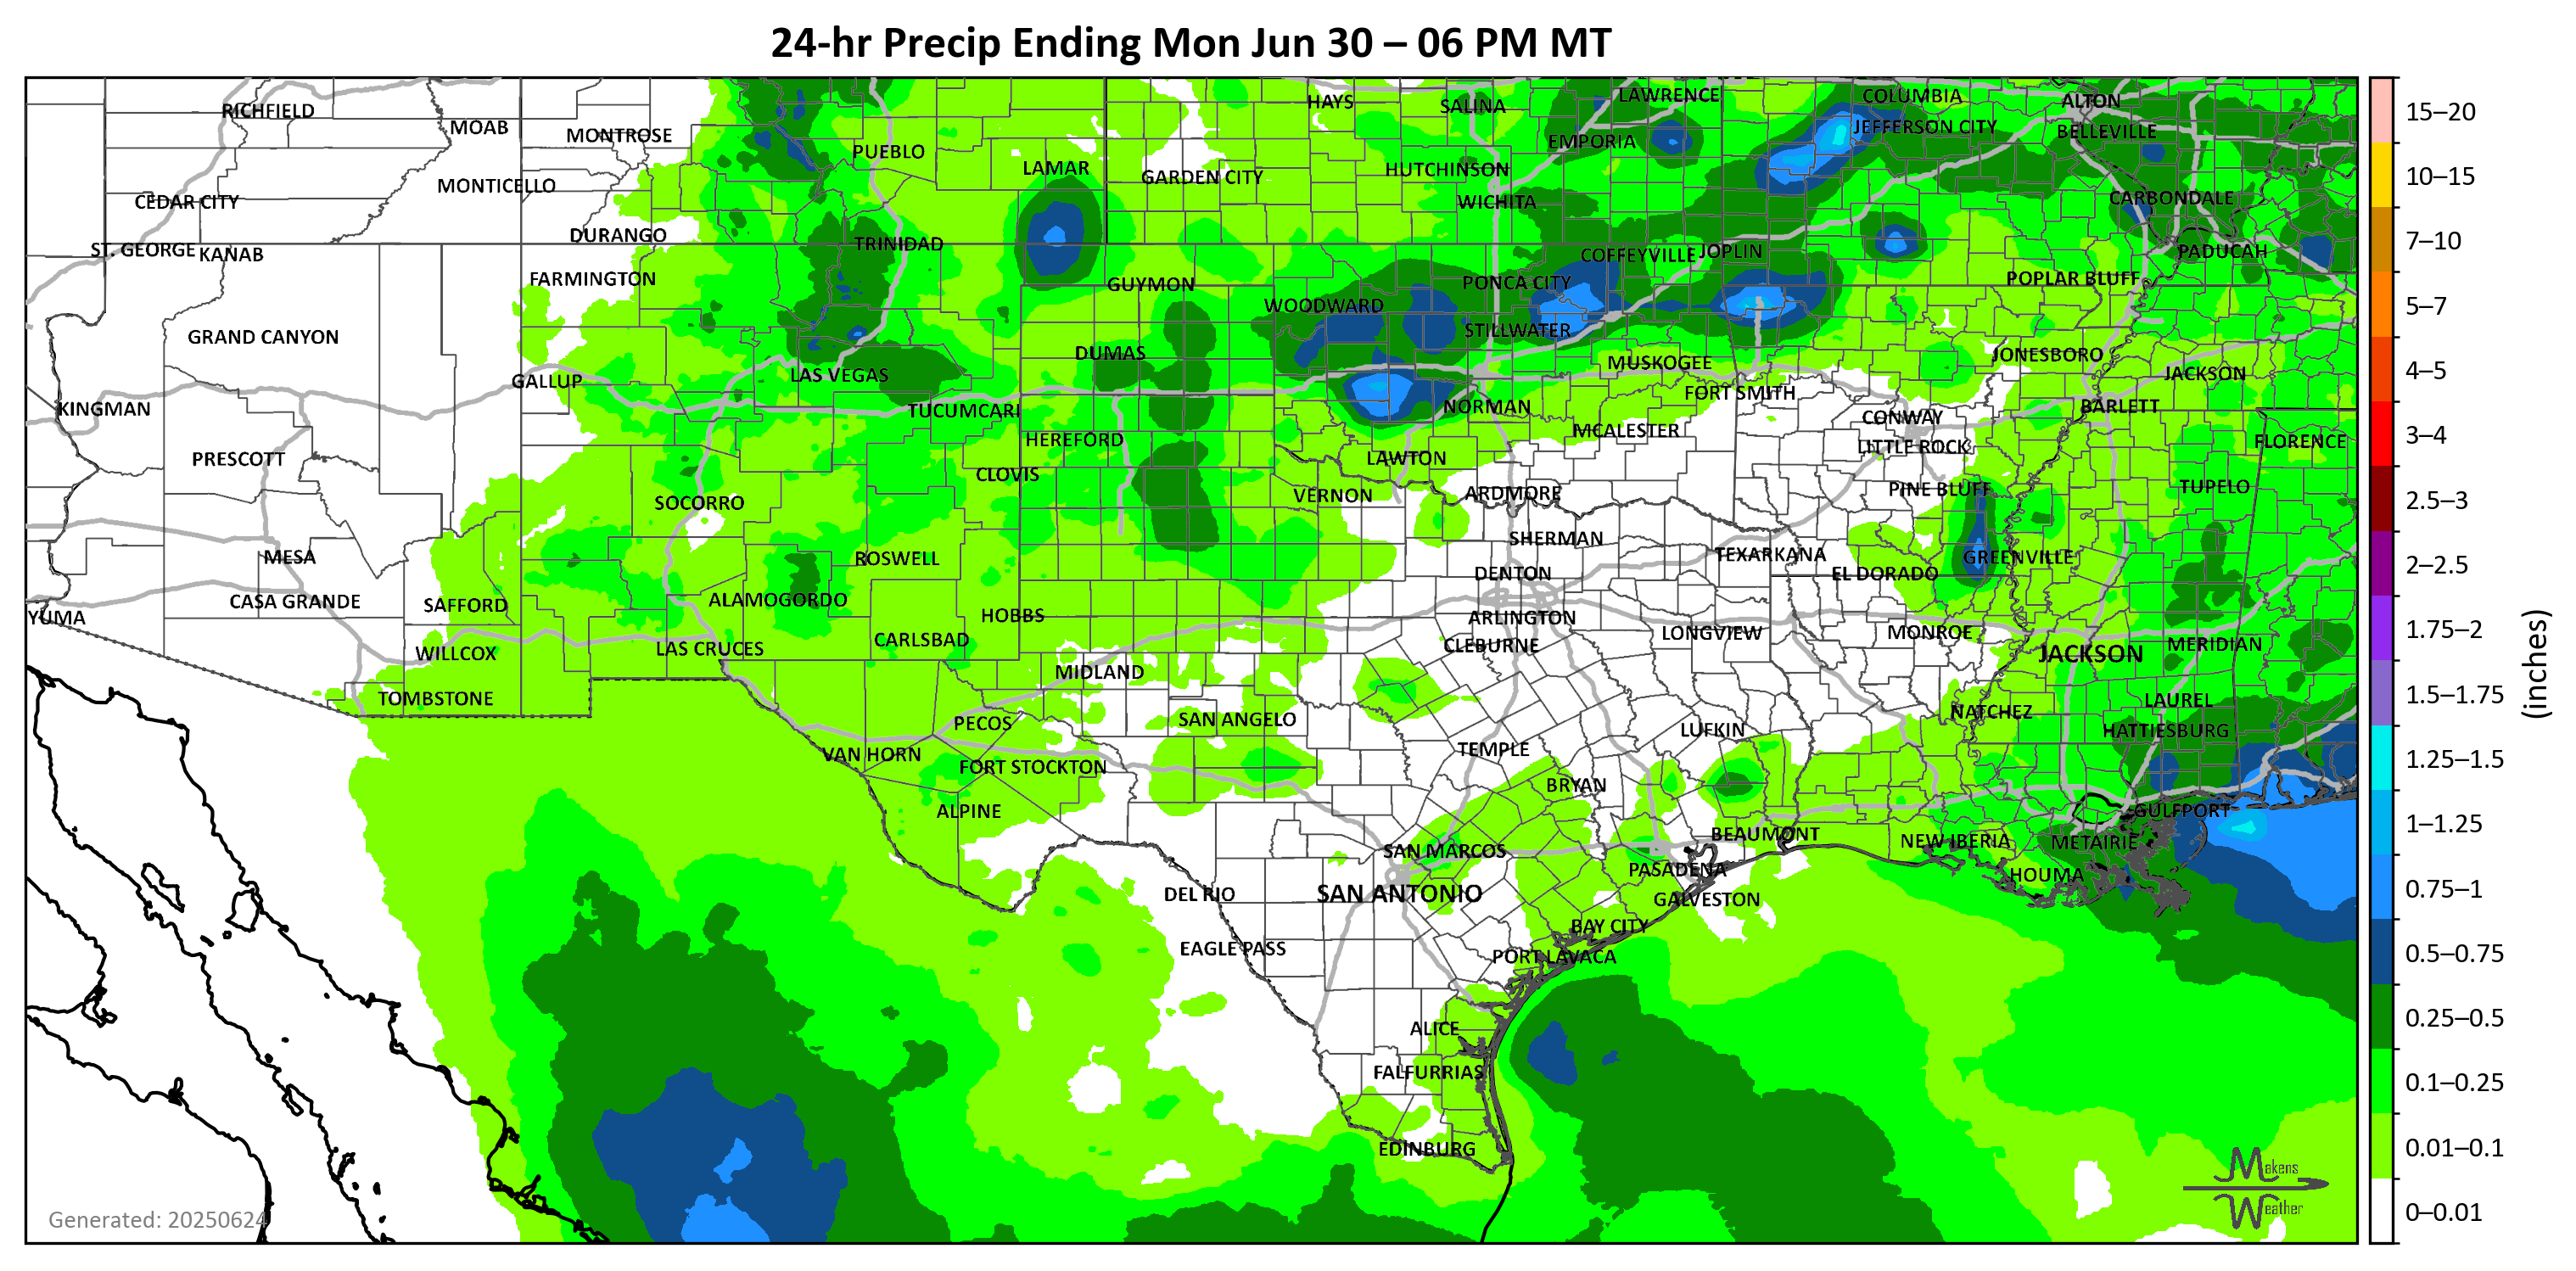 24-hr Precip Ending Mon Jun 30 – 06 PM MT
RICHFIELD
MOAB
MONTROSE
PUEBLO
LAMAR
HAYS
SALINA
LAWRENCE
COLUMBIA
ALTON
EMPORIA
JEFFERSON CITY
BELLEVILLE
GARDEN CITY
HUTCHINSON
MONTICELLO
CEDAR CITY
WICHITA
CARBONDALE
DURANGO
TRINIDAD
ST. GEORGE
KANAB
COFFEYVILLE
JOPLIN
PADUCAH
FARMINGTON
GUYMON
PONCA CITY
POPLAR BLUFF
WOODWARD
STILLWATER
GRAND CANYON
DUMAS
MUSKOGEE
JONESBORO
GALLUP
LAS VEGAS
FORT SMITH
JACKSON
KINGMAN
TUCUMCARI
NORMAN
CONWAY
BARLETT
HEREFORD
MCALESTER
LITTLE ROCK
FLORENCE
PRESCOTT
CLOVIS
LAWTON
SOCORRO
VERNON
ARDMORE
PINE BLUFF
TUPELO
MESA
ROSWELL
SHERMAN
TEXARKANA
GREENVILLE
DENTON
EL DORADO
CASA GRANDE
SAFFORD
ALAMOGORDO
YUMA
HOBBS
ARLINGTON
WILLCOX
LAS CRUCES
CARLSBAD
CLEBURNE
LONGVIEW
MONROE
JACKSON
MERIDIAN
MIDLAND
TOMBSTONE
LAUREL
PECOS
SAN ANGELO
NATCHEZ
VAN HORN
TEMPLE
LUFKIN
HATTIESBURG
FORT STOCKTON
BRYAN
ALPINE
GULFPORT
SAN MARCOS
BEAUMONT
NEW IBERIA
METAIRIE
DEL RIO
SAN ANTONIO
PASADENA
HOUMA
GALVESTON
EAGLE PASS
BAY CITY
PORT LAVACA
ALICE
FALFURRIAS
EDINBURG
Generated: 20250624
Makens
Weather
15–20
10–15
7–10
5–7
4–5
3–4
2.5–3
2–2.5
1.75–2
1.5–1.75
1.25–1.5
1–1.25
0.75–1
0.5–0.75
0.25–0.5
0.1–0.25
0.01–0.1
0–0.01
(inches)